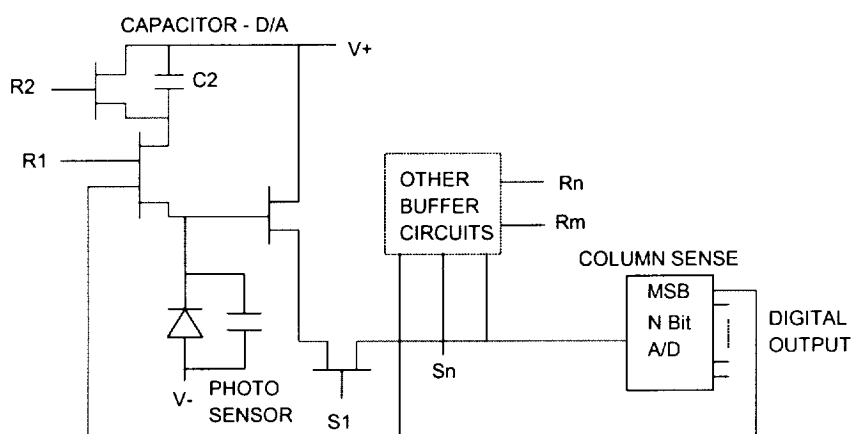 CAPACITOR - D/A
V+
R2
C2
R1
OTHER
BUFFER
CIRCUITS
Rn
Rm
COLUMN SENSE
MSB
N Bit
A/D
DIGITAL
OUTPUT
V-
PHOTO
SENSOR
S1
Sn